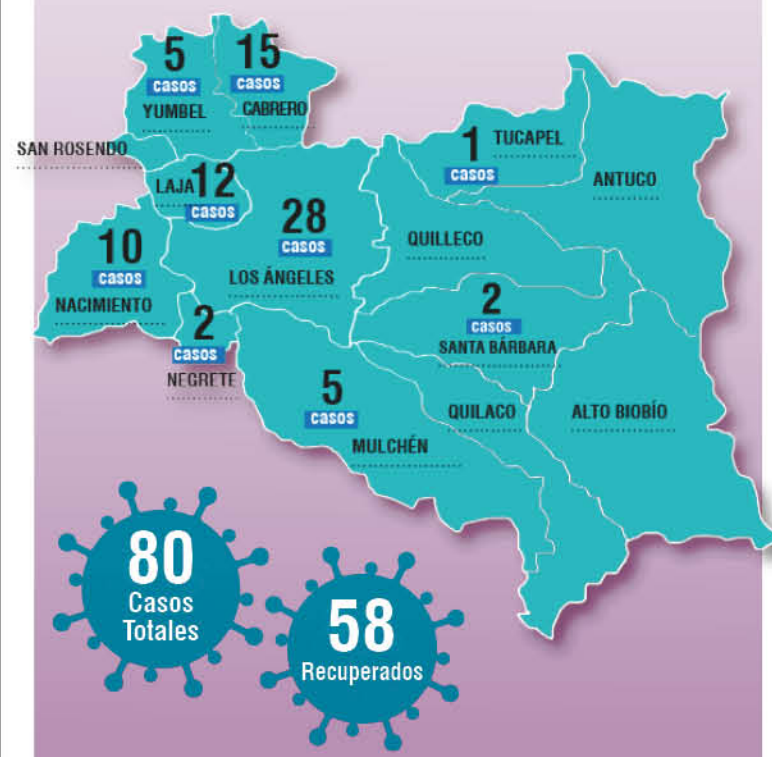 5
casos
YUMBEL
15
casos
CABRERO
SAN ROSENDO
LAJA
12
casos
1
casos
TUCAPEL
ANTUCO
10
casos
NACIMIENTO
28
casos
LOS ÁNGELES
QUILLECO
2
casos
NEGRETE
2
casos
SANTA BÁRBARA
5
casos
MULCHÉN
QUILACO
ALTO BIOBÍO
80
Casos
Totales
58
Recuperados